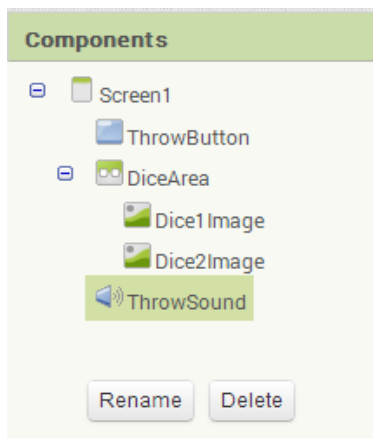 Components
Screen1
ThrowButton
DiceArea
Dice1Image
Dice2Image
ThrowSound
Rename Delete